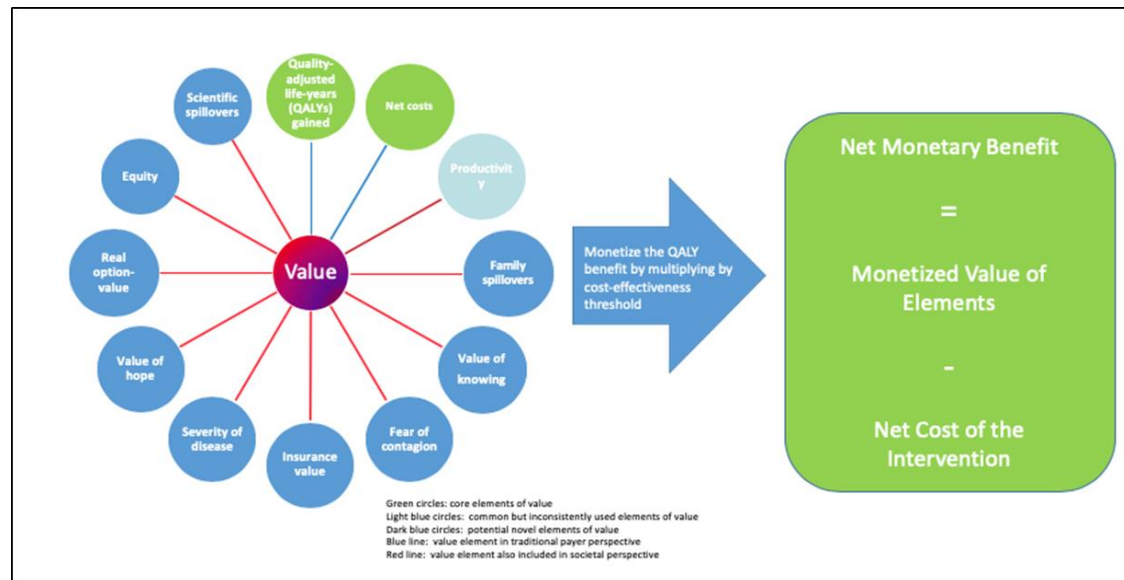 Quality-
adjusted
life-years
(QALYs)
gained
Net costs
Productivit
y
Family
spillovers
Value of
knowing
Fear of
contagion
Insurance
value
Severity of
disease
Value of
hope
Real
option-
value
Equity
Scientific
spillovers
Value
Monetize the QALY
benefit by multiplying by
cost-effectiveness
threshold
Net Monetary Benefit
=
Monetized Value of
Elements
-
Net Cost of the
Intervention
Green circles: core elements of value
Light blue circles: common but inconsistently used elements of value
Dark blue circles: potential novel elements of value
Blue line: value element in traditional payer perspective
Red line: value element also included in societal perspective